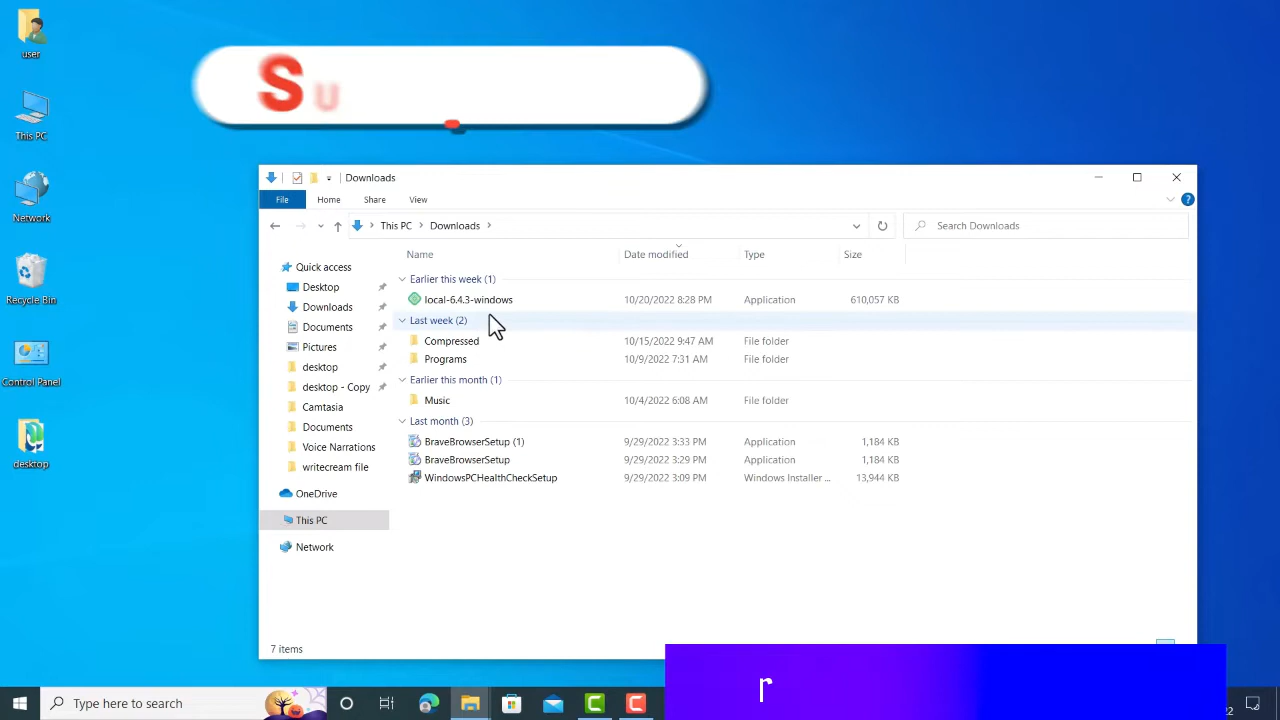 user
This PC
Network
Recycle Bin
Control Panel
desktop
Su
Downloads
File Home Share View
This PC Downloads
Search Downloads
Name Date modified Type Size
Quick access
Desktop
Downloads
Documents
Pictures
desktop
desktop - Copy
Camtasia
Documents
Voice Narrations
writecream file
OneDrive
This PC
Network
Earlier this week (1)
local-6.4.3-windows 10/20/2022 8:28 PM Application 610,057 KB
Last week (2)
Compressed 10/15/2022 9:47 AM File folder
Programs 10/9/2022 7:31 AM File folder
Earlier this month (1)
Music 10/4/2022 6:08 AM File folder
Last month (3)
BraveBrowserSetup (1) 9/29/2022 3:33 PM Application 1,184 KB
BraveBrowserSetup 9/29/2022 3:29 PM Application 1,184 KB
WindowsPCHealthCheckSetup 9/29/2022 3:09 PM Windows Installer ... 13,944 KB
7 items
r
Type here to search